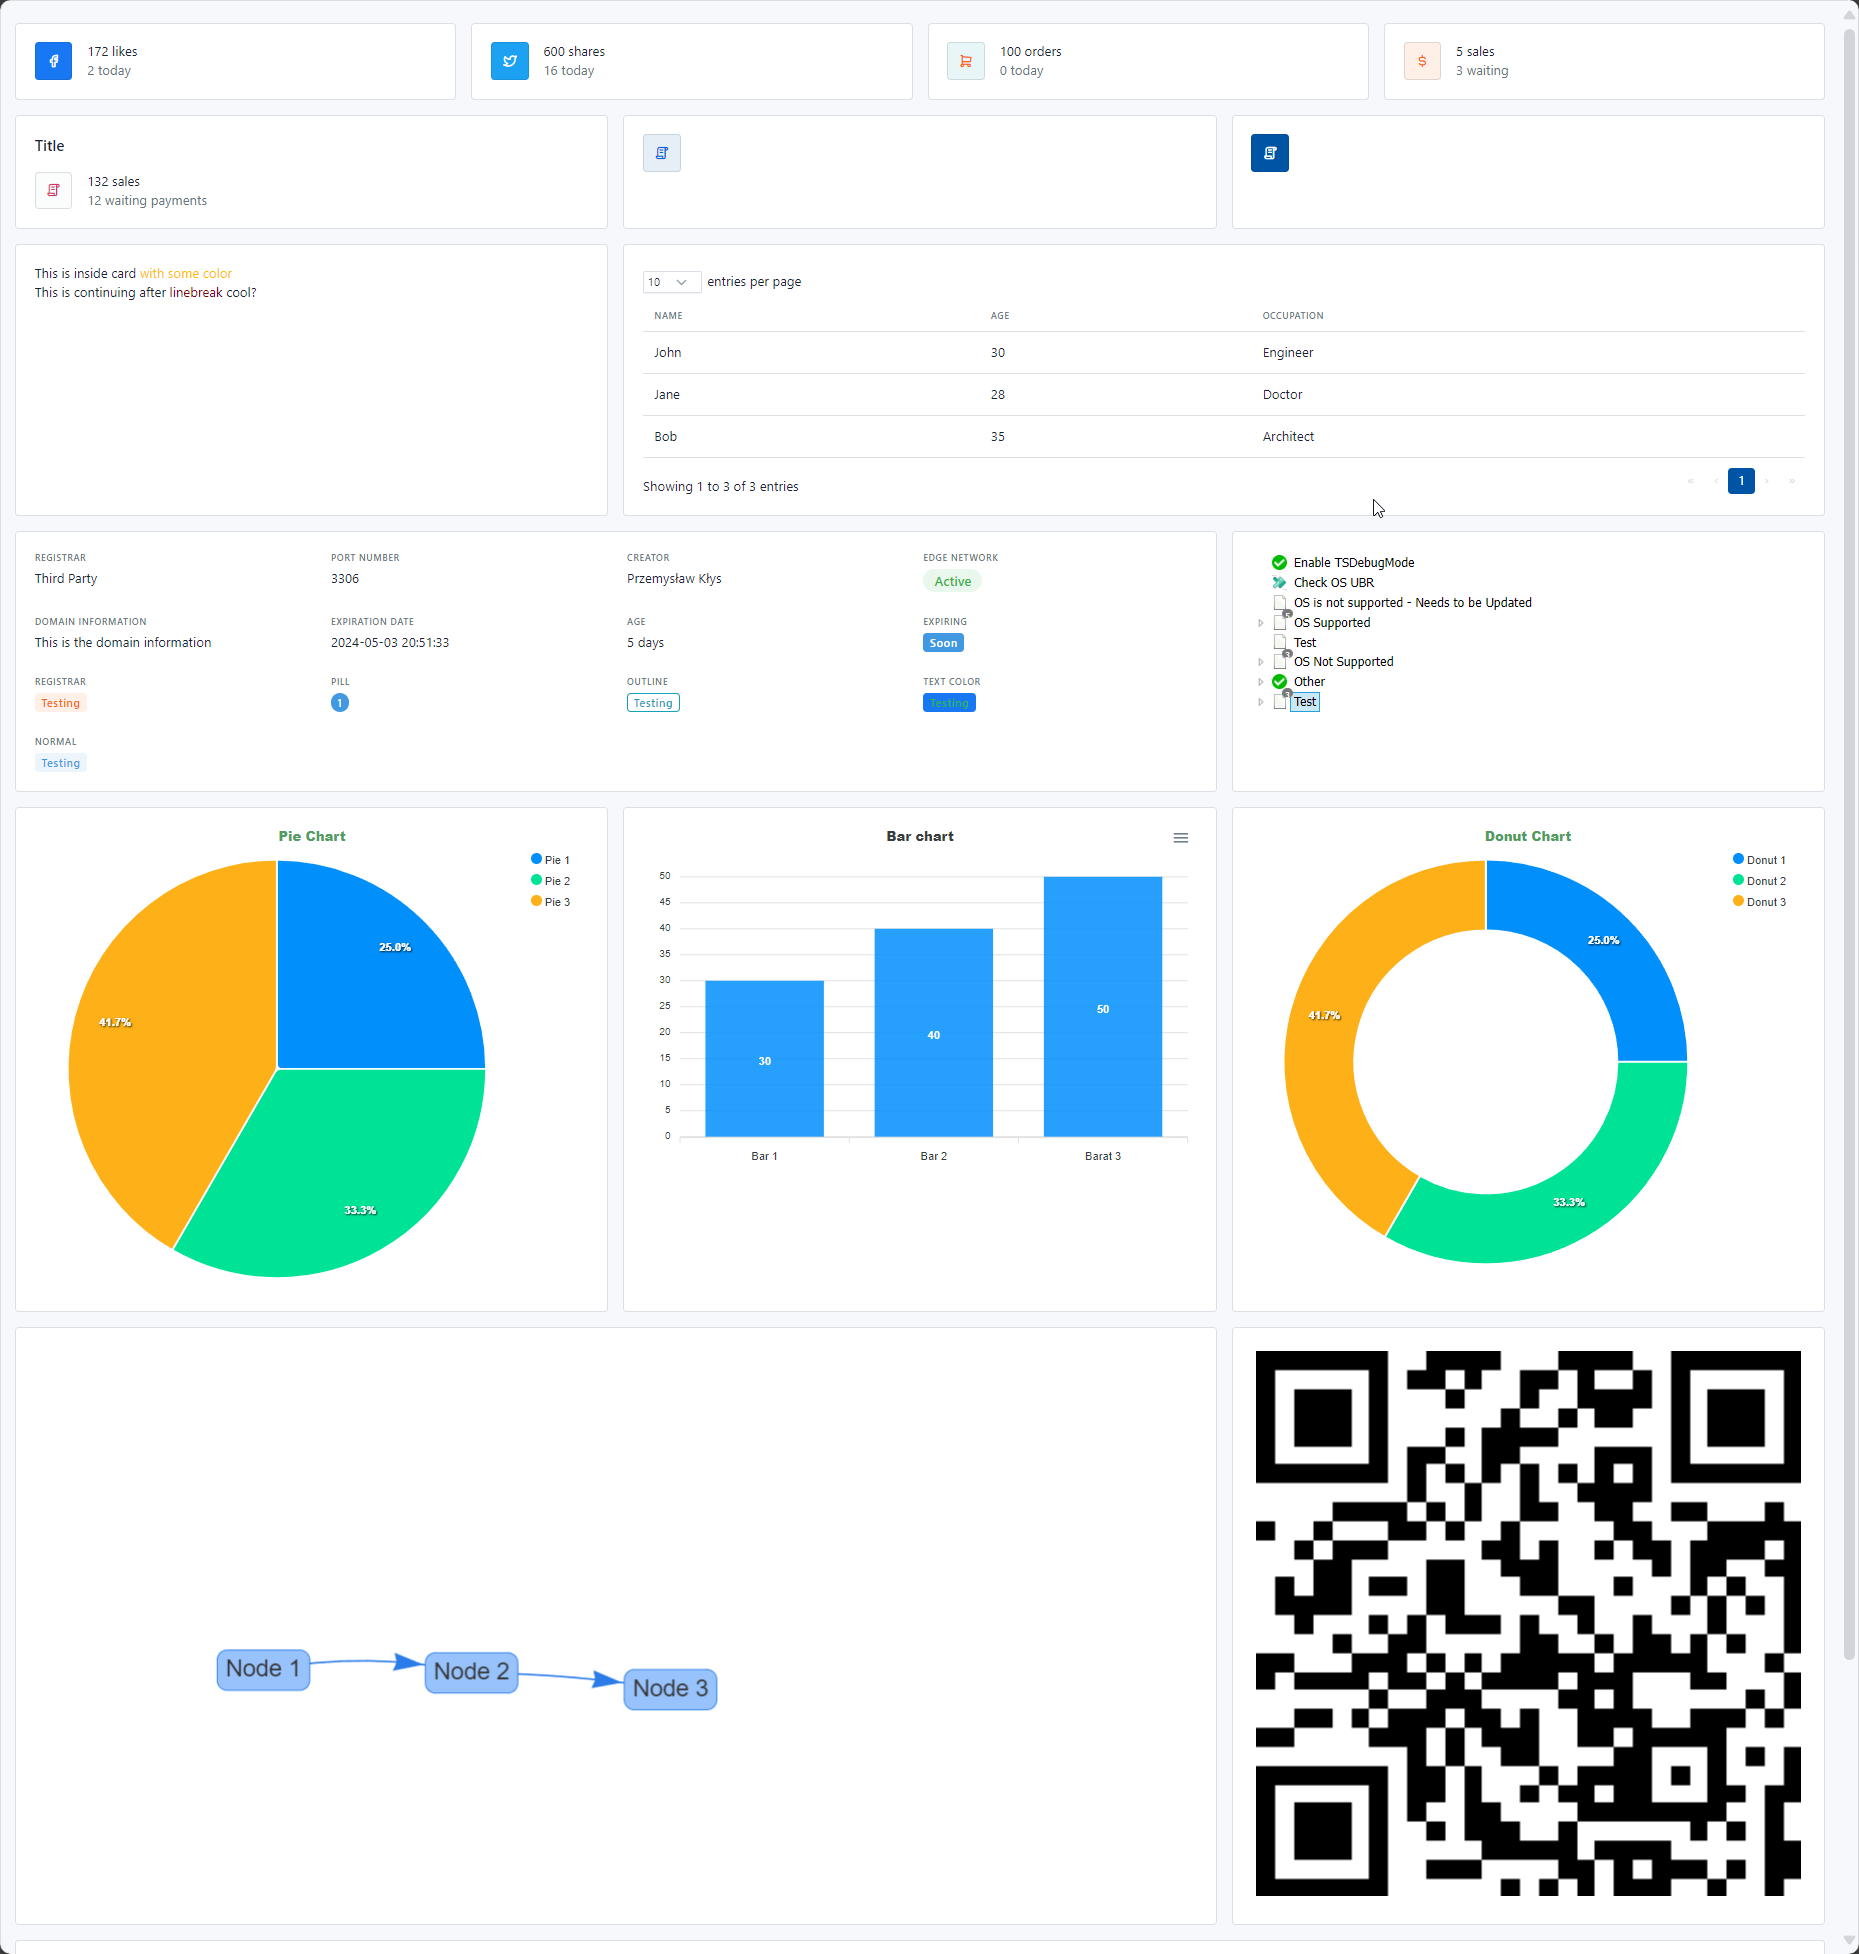 172 likes
2 today
600 shares
16 today
100 orders
0 today
5 sales
3 waiting
Title
132 sales
12 waiting payments
This is inside card with some color
This is continuing after linebreak cool?
10 entries per page
NAME AGE OCCUPATION
John 30 Engineer
Jane 28 Doctor
Bob 35 Architect
Showing 1 to 3 of 3 entries
« ‹ 1 › »
REGISTRAR PORT NUMBER CREATOR EDGE NETWORK
Third Party 3306 Przemysław Kłys Active
DOMAIN INFORMATION EXPIRATION DATE AGE EXPIRING
This is the domain information 2024-05-03 20:51:33 5 days Soon
REGISTRAR PILL OUTLINE TEXT COLOR
Testing 1 Testing Testing
NORMAL
Testing
Enable TSDebugMode
Check OS UBR
OS is not supported - Needs to be Updated
OS Supported
Test
OS Not Supported
Other
Test
Pie Chart
Pie 1
Pie 2
Pie 3
25.0%
41.7%
33.3%
Bar chart
50
45
40
35
30
25
20
15
10
5
0
30
40
50
Bar 1 Bar 2 Barat 3
Donut Chart
Donut 1
Donut 2
Donut 3
25.0%
41.7%
33.3%
Node 1
Node 2
Node 3